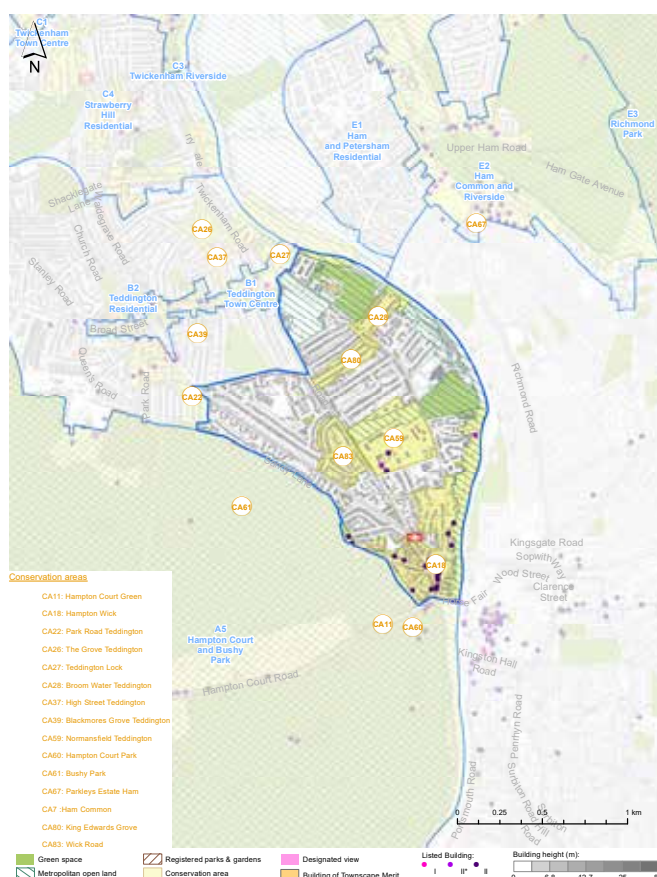 C1
Twickenham
Town Centre
N
C3
Twickenham Riverside
C4
Strawberry
Hill
Residential
E1
Ham
and Petersham
Residential
E3
Richmond
Park
Upper Ham Road
E2
Ham
Common and
Riverside
Ham Gate Avenue
Shacklegate
Lane
Waldegrave Road
Twickenham Road
Church Road
Stanley Road
CA26
CA37
CA27
CA67
B2
Teddington
Residential
B1
Teddington
Town Centre
Broad Street
CA39
CA28
CA80
Queen's Road
Park Road
CA22
Richmond Road
CA59
CA83
CA61
Kingsgate Road
Sopwith Way
Wood Street
Clarence
Street
CA18
CA11
CA60
A5
Hampton Court
and Bushy
Park
Hampton Court Road
Kingston Hall
Road
Penrhyn Road
Portsmouth Road
Conservation areas
CA11: Hampton Court Green
CA18: Hampton Wick
CA22: Park Road Teddington
CA26: The Grove Teddington
CA27: Teddington Lock
CA28: Broom Water Teddington
CA37: High Street Teddington
CA39: Blackmores Grove Teddington
CA59: Normansfield Teddington
CA60: Hampton Court Park
CA61: Bushy Park
CA67: Parkleys Estate Ham
CA7 :Ham Common
CA80: King Edwards Grove
CA83: Wick Road
0 0.25 0.5 1 km
Green space
Registered parks & gardens
Designated view
Listed Building:
Building height (m):
Metropolitan open land
Conservation area
Building of Townscape Merit
I II* II